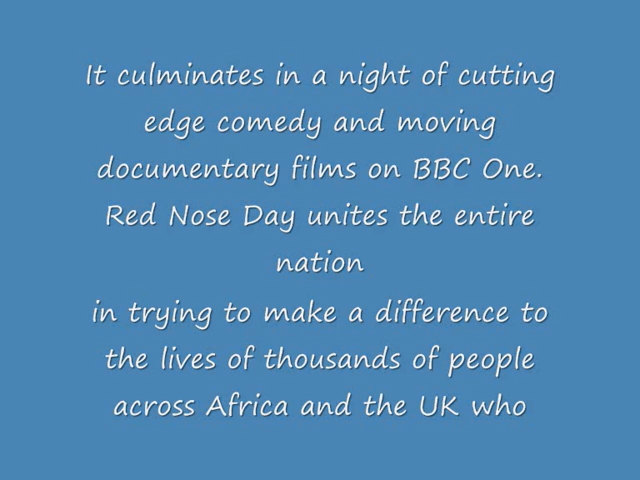 It culminates in a night of cutting
edge comedy and moving
documentary films on BBC One.
Red Nose Day unites the entire
nation
in trying to make a difference to
the lives of thousands of people
across Africa and the UK who